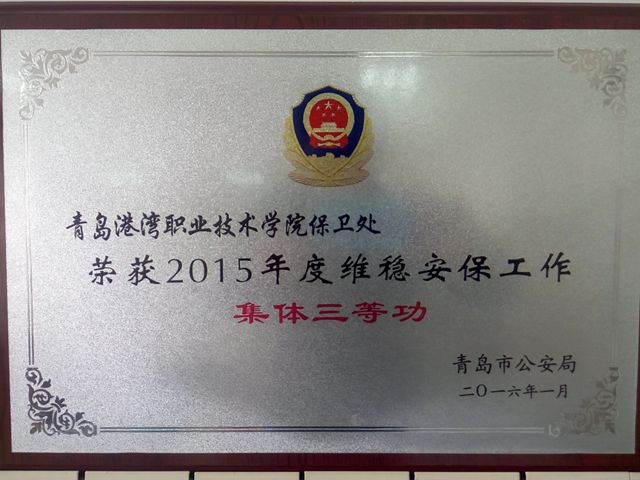 青岛港湾职业技术学院保卫处
荣获2015年度维稳安保工作
集体三等功
青岛市公安局
二〇一六年一月